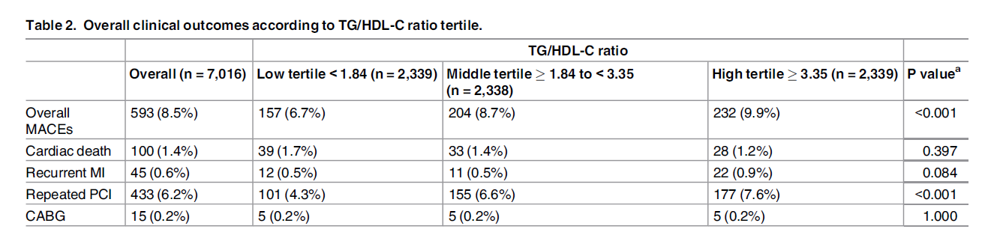 Table 2. Overall clinical outcomes according to TG/HDL-C ratio tertile.
TG/HDL-C ratio
Overall (n = 7,016) Low tertile < 1.84 (n = 2,339) Middle tertile ≥ 1.84 to < 3.35 High tertile ≥ 3.35 (n = 2,339) P valueᵃ
(n = 2,338)
Overall 593 (8.5%) 157 (6.7%) 204 (8.7%) 232 (9.9%) <0.001
MACEs
Cardiac death 100 (1.4%) 39 (1.7%) 33 (1.4%) 28 (1.2%) 0.397
Recurrent MI 45 (0.6%) 12 (0.5%) 11 (0.5%) 22 (0.9%) 0.084
Repeated PCI 433 (6.2%) 101 (4.3%) 155 (6.6%) 177 (7.6%) <0.001
CABG 15 (0.2%) 5 (0.2%) 5 (0.2%) 5 (0.2%) 1.000